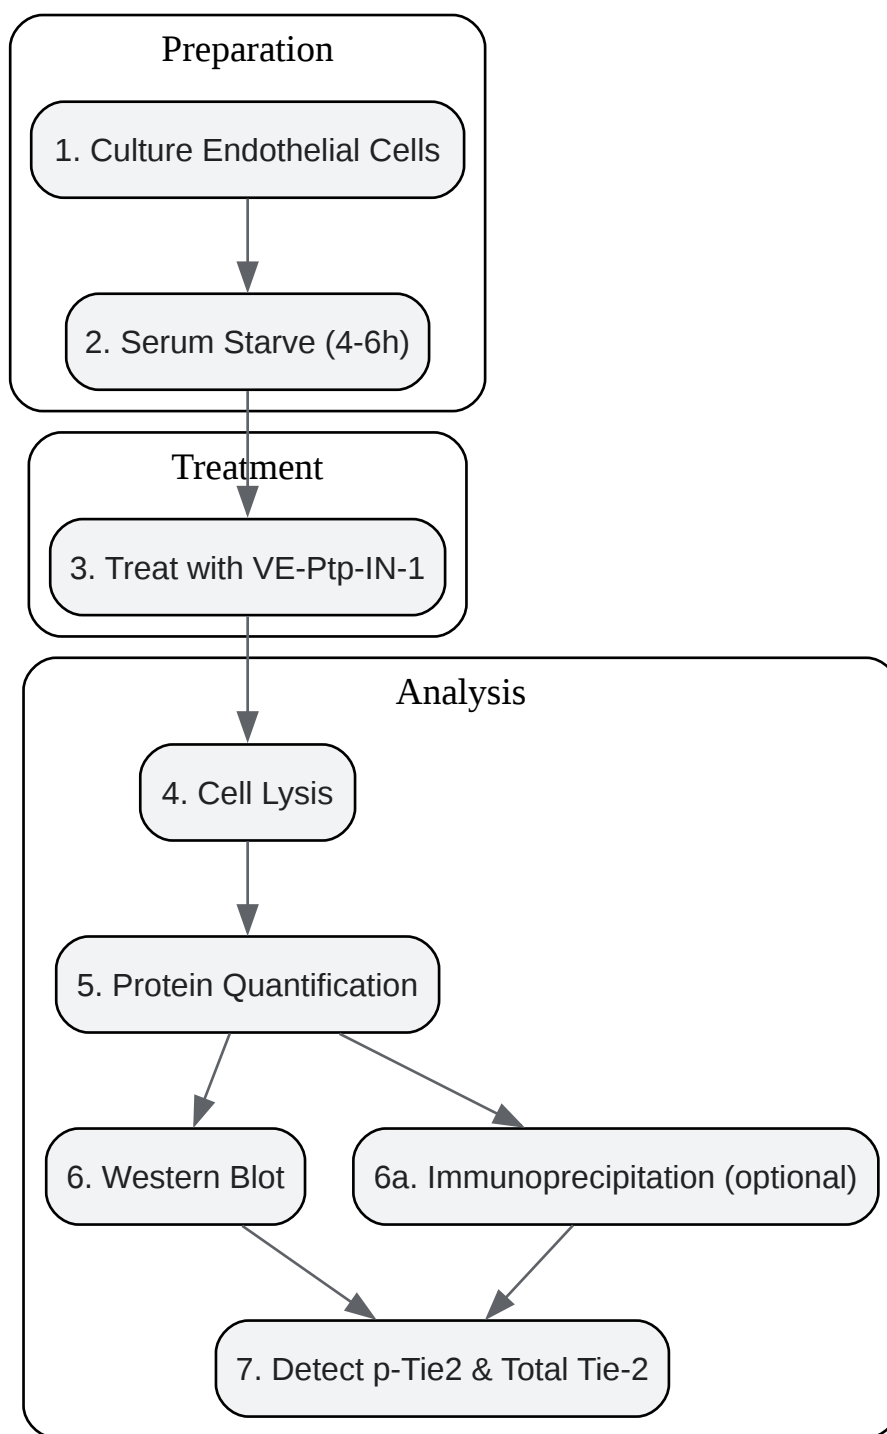 Preparation
1. Culture Endothelial Cells
2. Serum Starve (4-6h)
Treatment
3. Treat with VE-Ptp-IN-1
Analysis
4. Cell Lysis
5. Protein Quantification
6. Western Blot
6a. Immunoprecipitation (optional)
7. Detect p-Tie2 & Total Tie-2